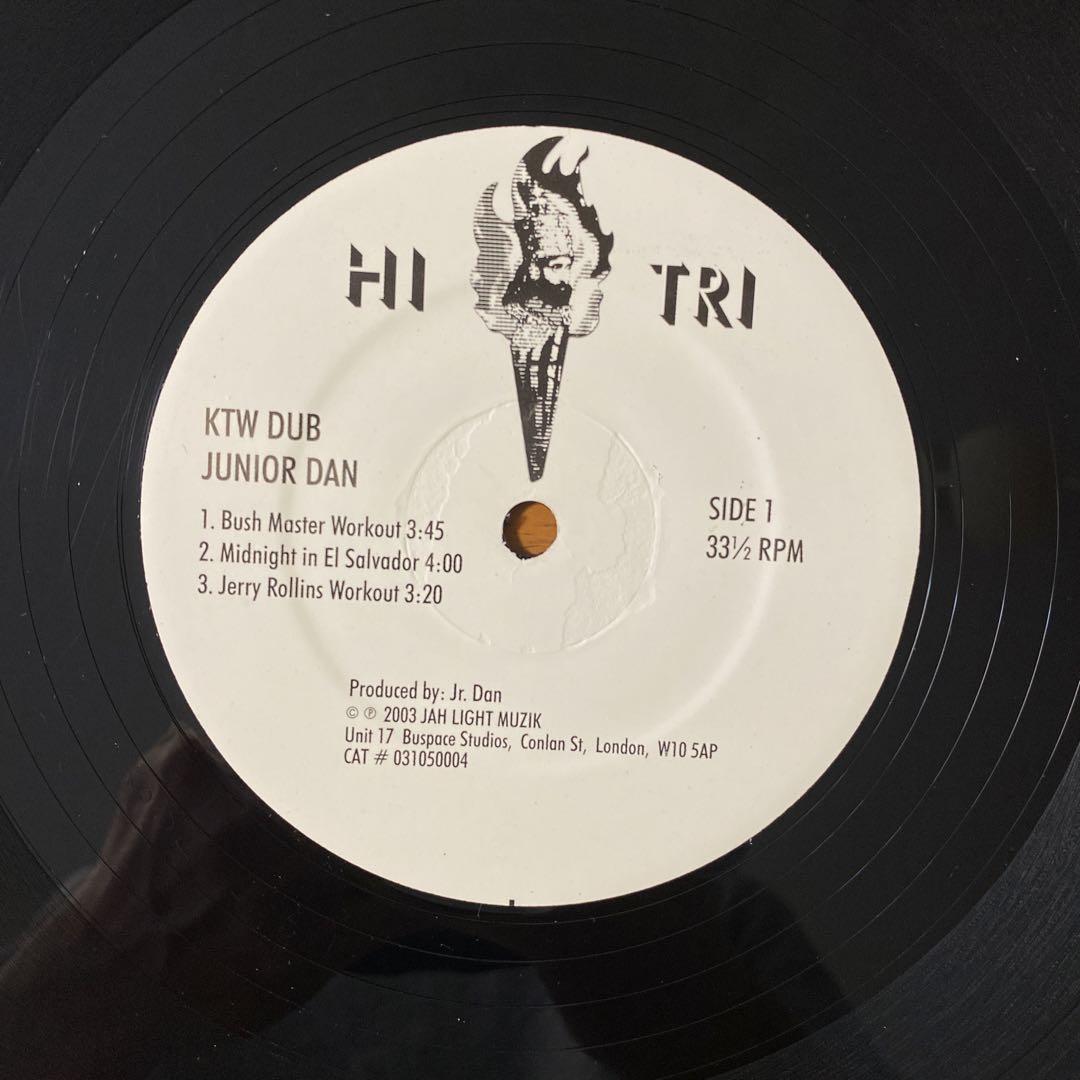 HI TRI
KTW DUB
JUNIOR DAN
1. Bush Master Workout 3:45
2. Midnight in El Salvador 4:00
3. Jerry Rollins Workout 3:20
SIDE 1
33½ RPM
Produced by: Jr. Dan
© ℗ 2003 JAH LIGHT MUZIK
Unit 17 Buspace Studios, Conlan St, London, W10 5AP
CAT # 031050004